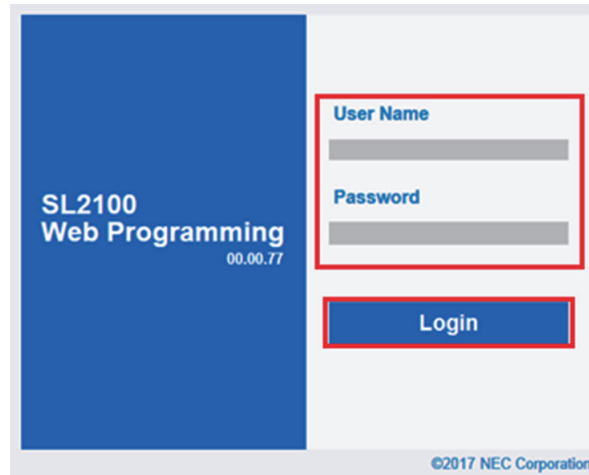 SL2100
Web Programming
00.00.77
User Name
Password
Login
©2017 NEC Corporation